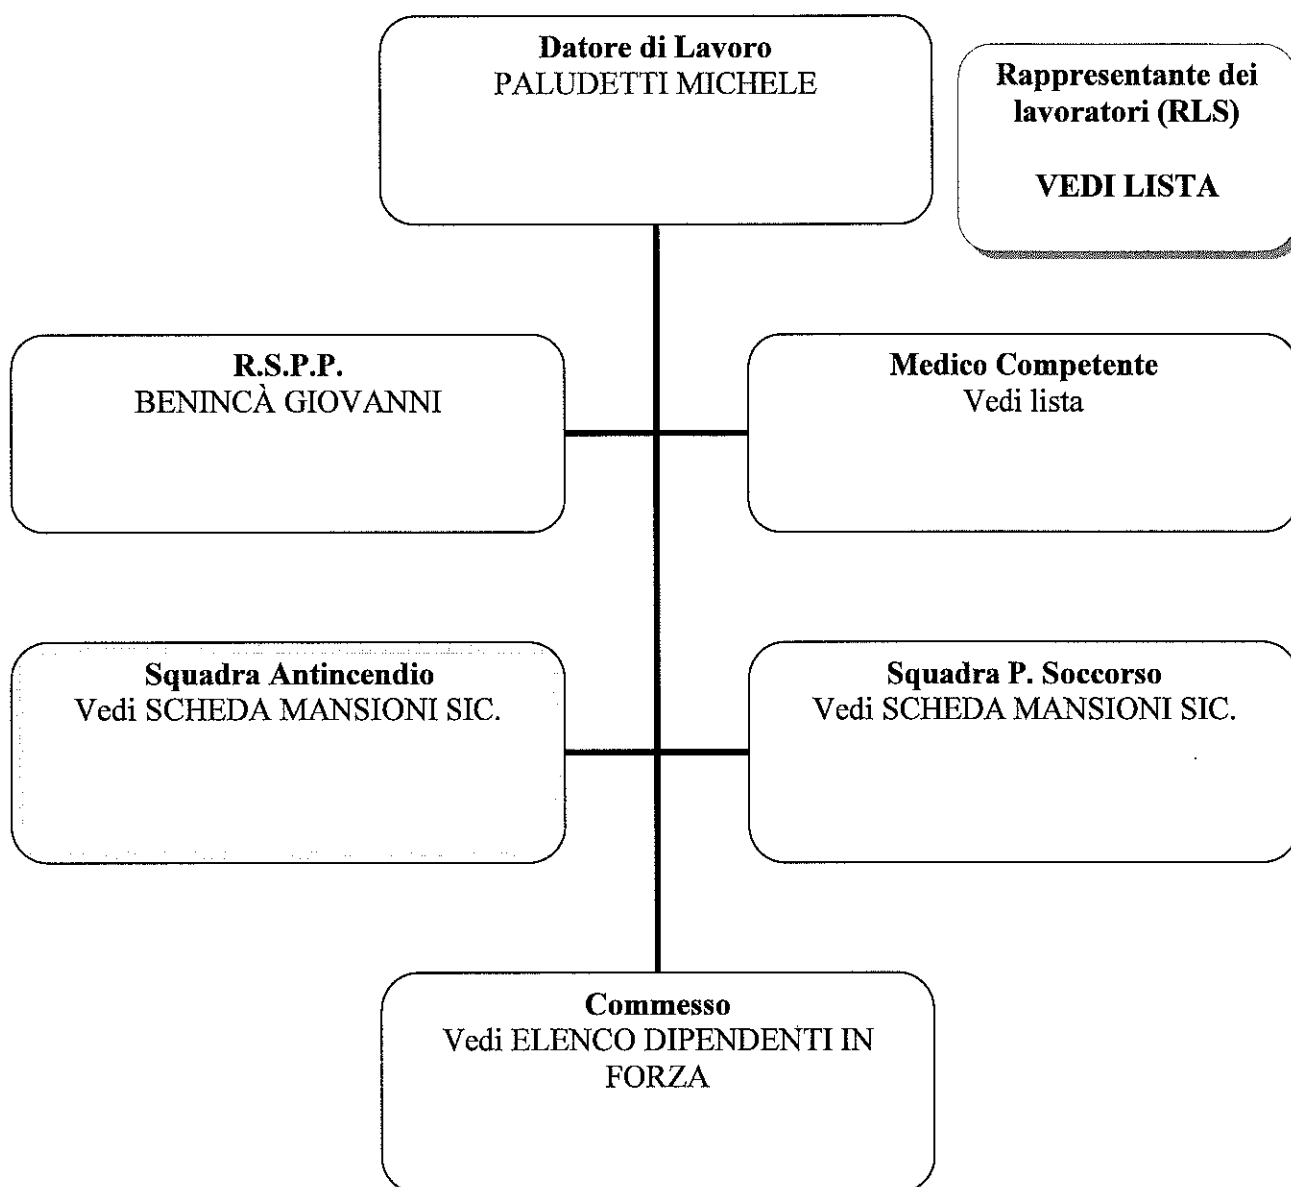 Datore di Lavoro
PALUDETTI MICHELE
Rappresentante dei
lavoratori (RLS)
VEDI LISTA
R.S.P.P.
BENINCÀ GIOVANNI
Medico Competente
Vedi lista
Squadra Antincendio
Vedi SCHEDA MANSIONI SIC.
Squadra P. Soccorso
Vedi SCHEDA MANSIONI SIC.
Commesso
Vedi ELENCO DIPENDENTI IN
FORZA